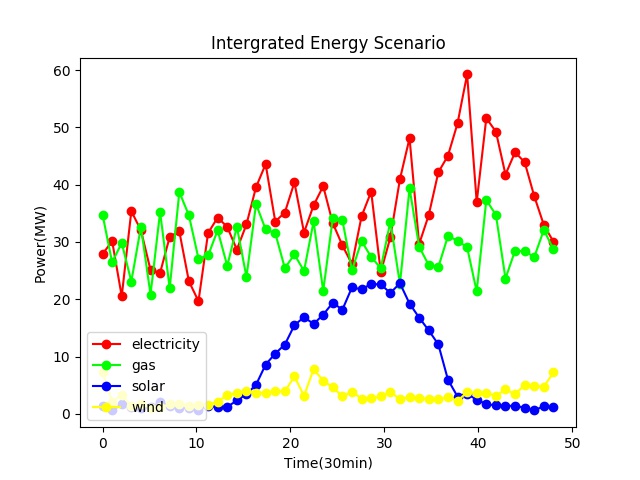 Intergrated Energy Scenario
Power(MW)
60
50
40
30
20
10
0
electricity
gas
solar
wind
0 10 20 30 40 50
Time(30min)